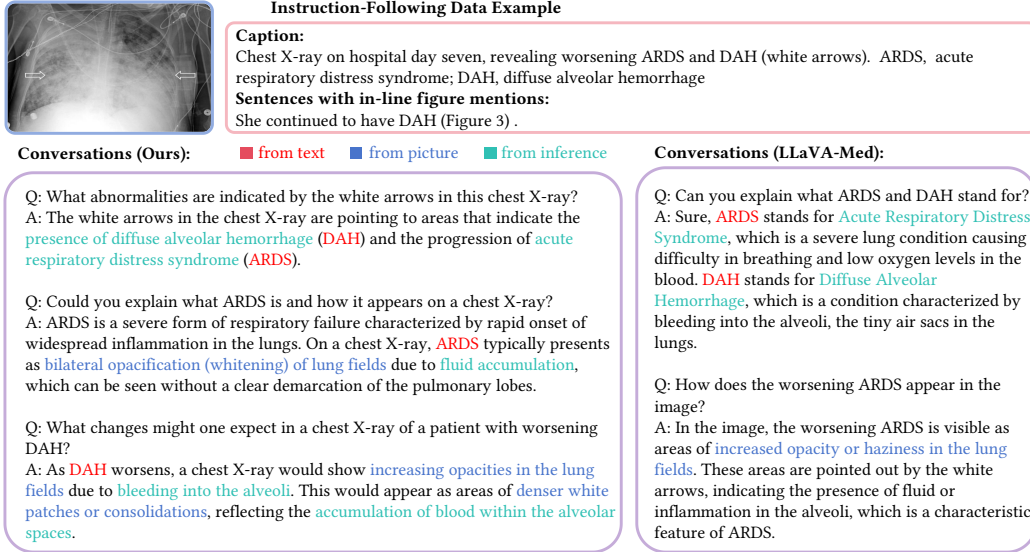 Instruction-Following Data Example
Caption:
Chest X-ray on hospital day seven, revealing worsening ARDS and DAH (white arrows). ARDS, acute
respiratory distress syndrome; DAH, diffuse alveolar hemorrhage
Sentences with in-line figure mentions:
She continued to have DAH (Figure 3) .
Conversations (Ours):
from text
from picture
from inference
Q: What abnormalities are indicated by the white arrows in this chest X-ray?
A: The white arrows in the chest X-ray are pointing to areas that indicate the
presence of diffuse alveolar hemorrhage (DAH) and the progression of acute
respiratory distress syndrome (ARDS).
Q: Could you explain what ARDS is and how it appears on a chest X-ray?
A: ARDS is a severe form of respiratory failure characterized by rapid onset of
widespread inflammation in the lungs. On a chest X-ray, ARDS typically presents
as bilateral opacification (whitening) of lung fields due to fluid accumulation,
which can be seen without a clear demarcation of the pulmonary lobes.
Q: What changes might one expect in a chest X-ray of a patient with worsening
DAH?
A: As DAH worsens, a chest X-ray would show increasing opacities in the lung
fields due to bleeding into the alveoli. This would appear as areas of denser white
patches or consolidations, reflecting the accumulation of blood within the alveolar
spaces.
Conversations (LLaVA-Med):
Q: Can you explain what ARDS and DAH stand for?
A: Sure, ARDS stands for Acute Respiratory Distress
Syndrome, which is a severe lung condition causing
difficulty in breathing and low oxygen levels in the
blood. DAH stands for Diffuse Alveolar
Hemorrhage, which is a condition characterized by
bleeding into the alveoli, the tiny air sacs in the
lungs.
Q: How does the worsening ARDS appear in the
image?
A: In the image, the worsening ARDS is visible as
areas of increased opacity or haziness in the lung
fields. These areas are pointed out by the white
arrows, indicating the presence of fluid or
inflammation in the alveoli, which is a characteristic
feature of ARDS.